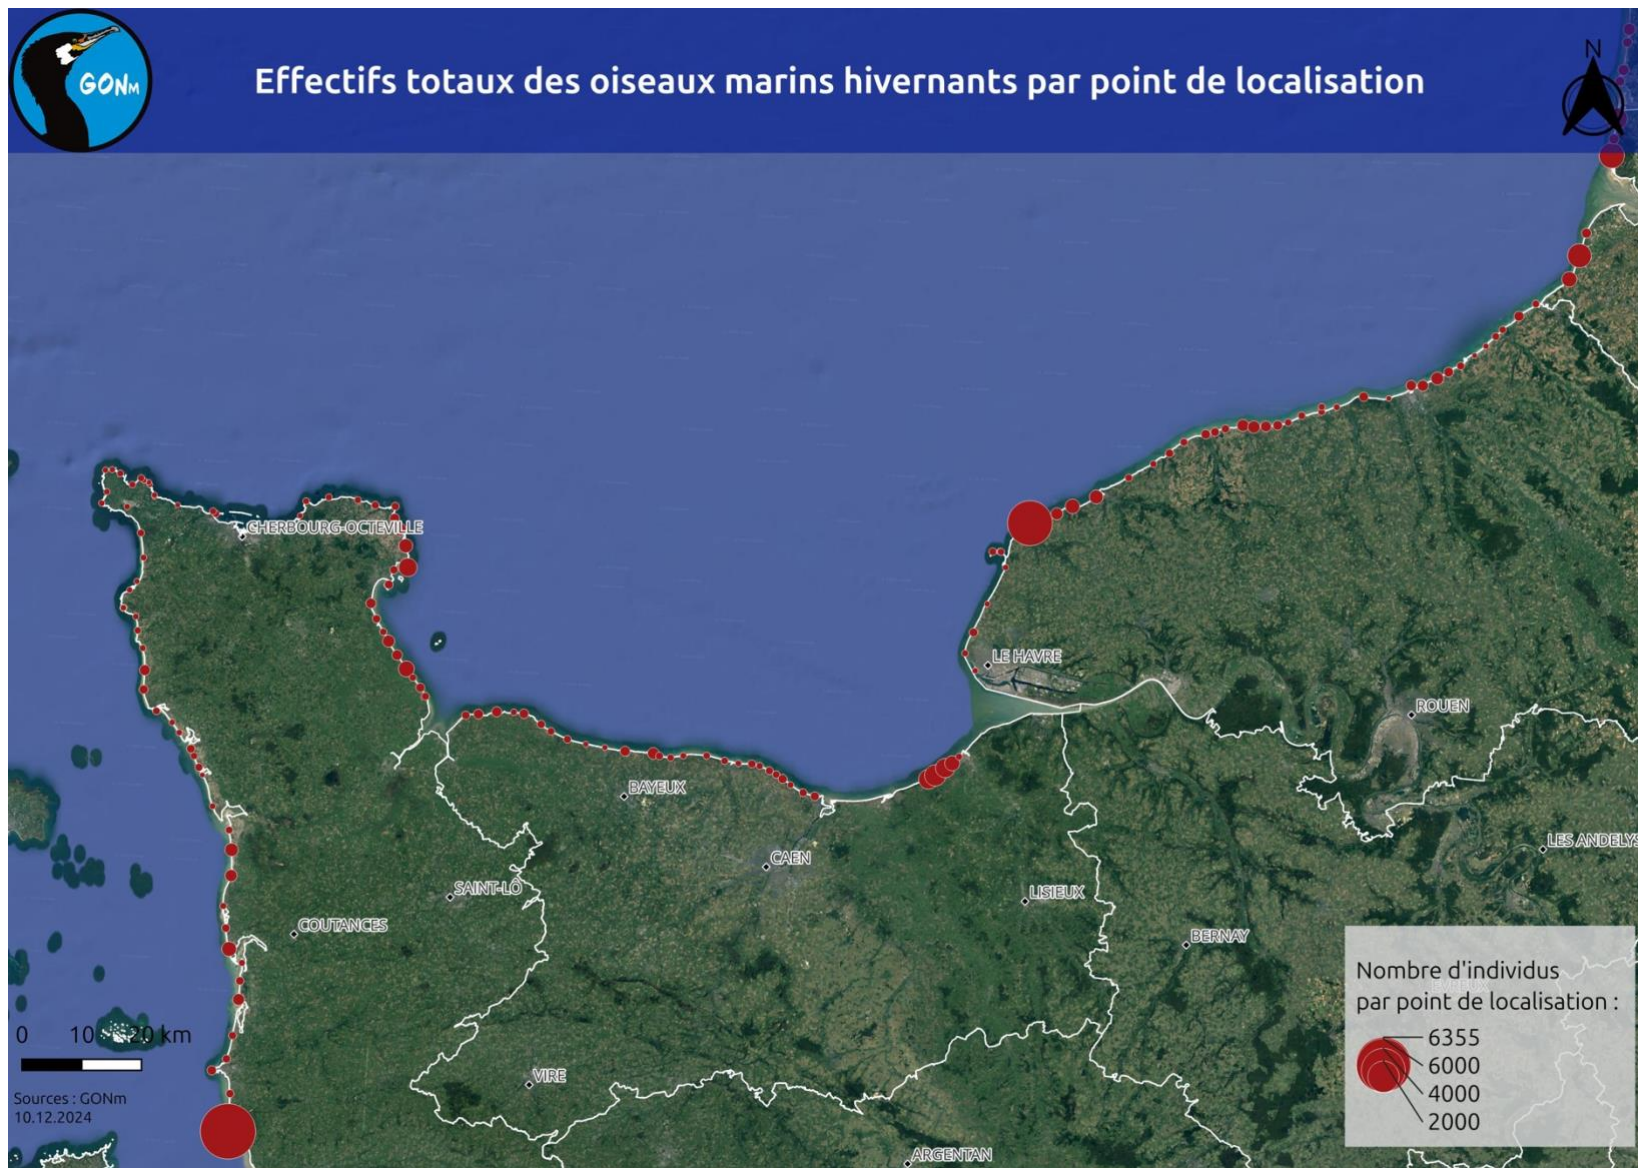 GONm
Effectifs totaux des oiseaux marins hivernants par point de localisation
N
CHERBOURG-OCTEVILLE
LE HAVRE
ROUEN
BAYEUX
CAEN
LES ANDELYS
SAINT-LÔ
LISIEUX
COUTANCES
BERNAY
VIRE
ARGENTAN
0 10 20 km
Sources : GONm
10.12.2024
Nombre d'individus
par point de localisation :
6355
6000
4000
2000